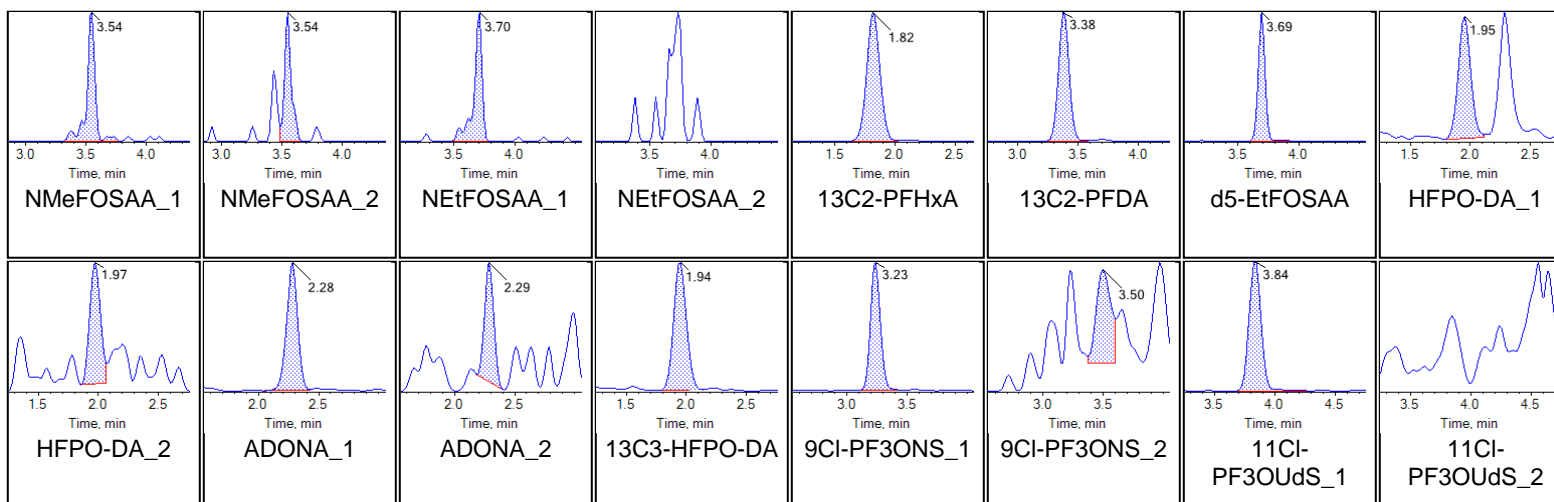 3.54
3.0 3.5 4.0
Time, min
NMeFOSAA_1
3.54
3.0 3.5 4.0
Time, min
NMeFOSAA_2
3.70
3.5 4.0
Time, min
NEtFOSAA_1
3.5 4.0
Time, min
NEtFOSAA_2
1.82
1.5 2.0 2.5
Time, min
13C2-PFHxA
3.38
3.0 3.5 4.0
Time, min
13C2-PFDA
3.69
3.5 4.0
Time, min
d5-EtFOSAA
1.95
1.5 2.0 2.5
Time, min
HFPO-DA_1
1.97
1.5 2.0 2.5
Time, min
HFPO-DA_2
2.28
2.0 2.5
Time, min
ADONA_1
2.29
2.0 2.5
Time, min
ADONA_2
1.94
1.5 2.0 2.5
Time, min
13C3-HFPO-DA
3.23
3.0 3.5
Time, min
9Cl-PF3ONS_1
3.50
3.0 3.5
Time, min
9Cl-PF3ONS_2
3.84
3.5 4.0 4.5
Time, min
11Cl-
PF3OUdS_1
3.5 4.0 4.5
Time, min
11Cl-
PF3OUdS_2